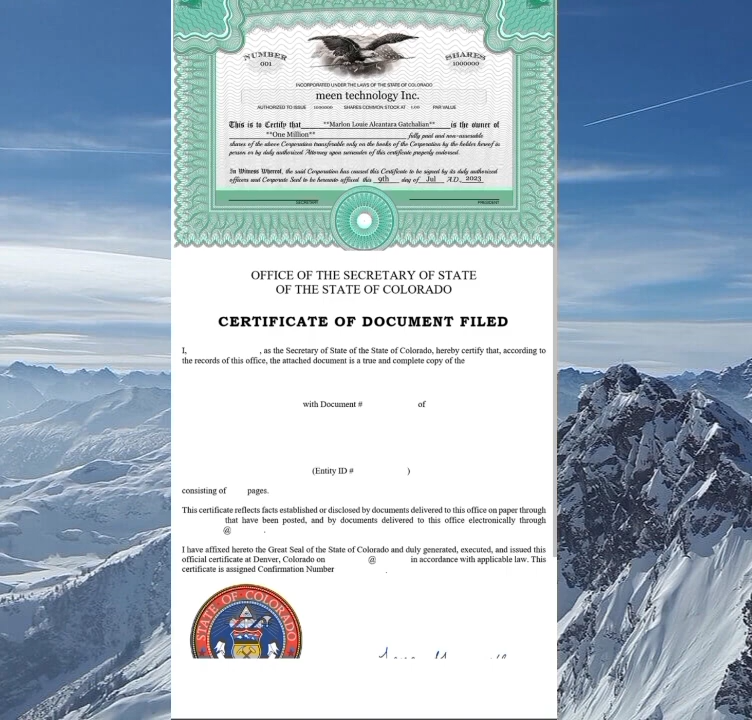 NUMBER
001
SHARES
1000000
INCORPORATED UNDER THE LAWS OF THE STATE OF COLORADO
meen technology Inc.
AUTHORIZED TO ISSUE 1000000 SHARES COMMON STOCK AT 1.00 PAR VALUE
This is to Certify that **Marlon Louie Alcantara Gatchalian** is the owner of
**One Million** fully paid and non-assessable
shares of the above Corporation transferable only on the books of the Corporation by the holder hereof in
person or by duly authorized Attorney upon surrender of this certificate properly endorsed.
In Witness Whereof, the said Corporation has caused this Certificate to be signed by its duly authorized
officers and Corporate Seal to be hereunto affixed this 9th day of Jul A.D. 2023
SECRETARY PRESIDENT
OFFICE OF THE SECRETARY OF STATE
OF THE STATE OF COLORADO
CERTIFICATE OF DOCUMENT FILED
I, , as the Secretary of State of the State of Colorado, hereby certify that, according to
the records of this office, the attached document is a true and complete copy of the
with Document # of
(Entity ID # )
consisting of pages.
This certificate reflects facts established or disclosed by documents delivered to this office on paper through
that have been posted, and by documents delivered to this office electronically through
@ .
I have affixed hereto the Great Seal of the State of Colorado and duly generated, executed, and issued this
official certificate at Denver, Colorado on @ in accordance with applicable law. This
certificate is assigned Confirmation Number .
STATE OF COLORADO